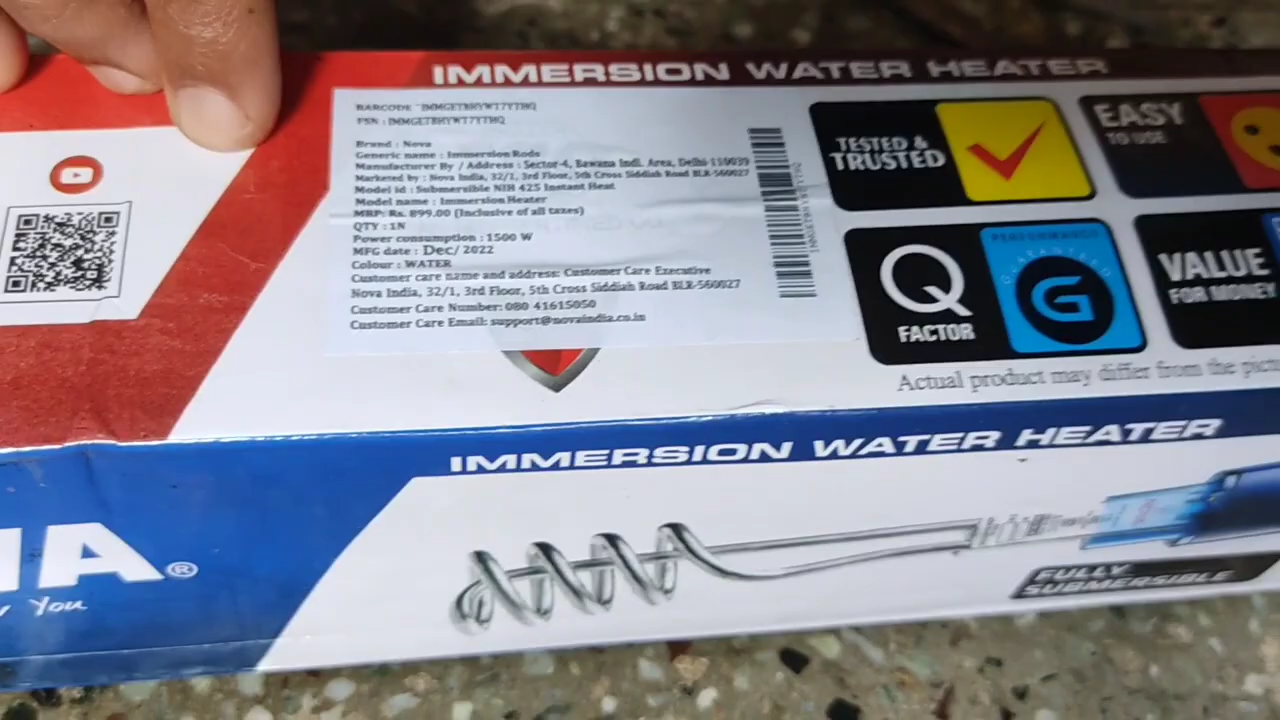 IMMERSION WATER HEATER
BARCODE
FSN : IMMGET8HYWT7YTHQ
Brand : Nova
Generic name : Immersion Rods
Manufacturer By / Address : Sector-4, Bawana Indl. Area, Delhi-110039
Marketed by : Nova India, 32/1, 3rd Floor, 5th Cross Siddiah Road BLR-560027
Model id : Submersible NIH 425 Instant Heat
Model name : Immersion Heater
MRP: Rs. 899.00 (Inclusive of all taxes)
QTY : 1N
Power consumption : 1500 W
MFG date : Dec/ 2022
Colour : WATER
Customer care name and address: Customer Care Executive
Nova India, 32/1, 3rd Floor, 5th Cross Siddiah Road BLR-560027
Customer Care Number: 080 41615050
Customer Care Email: support@novaindia.co.in
TESTED &
TRUSTED
EASY
TO USE
Q
FACTOR
PERFORMANCE
GUARANTEED
G
VALUE
FOR MONEY
Actual product may differ from the
IMMERSION WATER HEATER
FULLY
SUBMERSIBLE
IA®
You